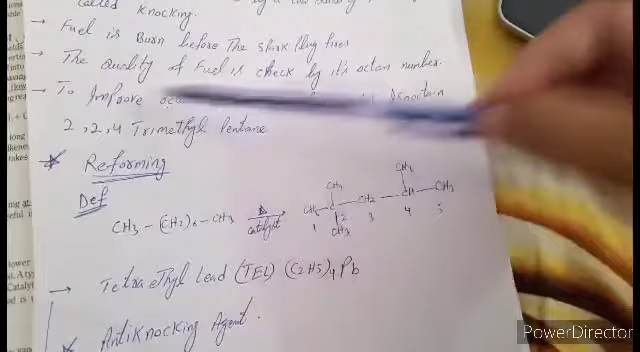 called Knocking.
→ Fuel is Burn before The spark Plug fires
→ The quality of Fuel is check by it's octan number.
→ To Improve
2,2,4 Trimethyl Pentane
* Reforming
Def
CH3 - (CH2)6 - CH3 Δ catalyst CH3 - C - CH2 - CH - CH3
CH3 CH3
1 2 3 4 5
CH3
→ Tetra ethyl Lead (TEL) (C2H5)4 Pb
* AntiKnocking Agent.
PowerDirector